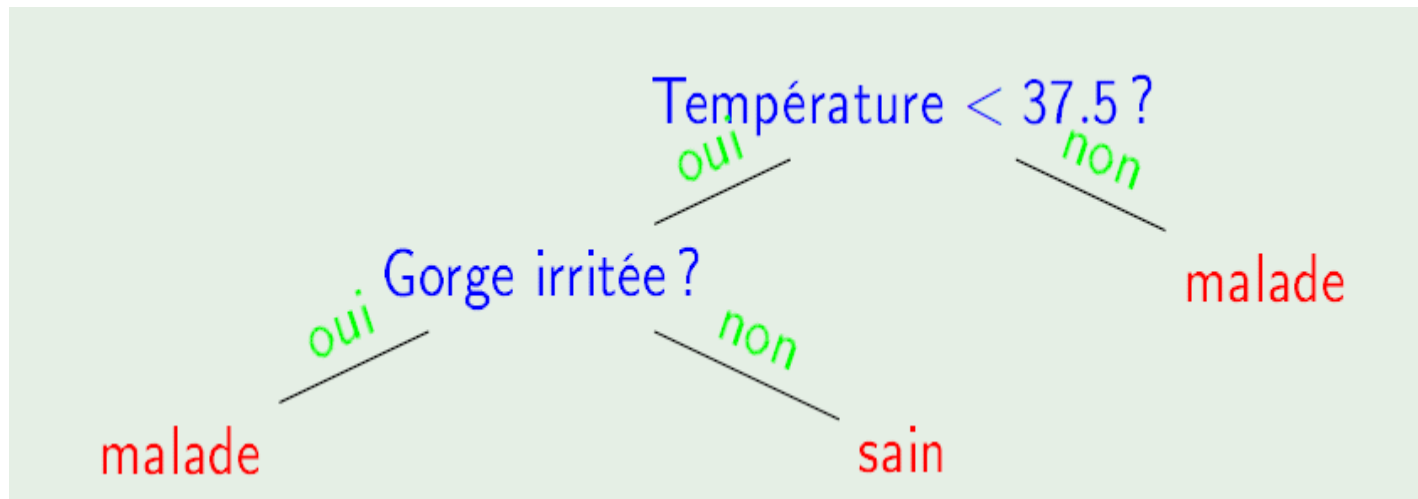 Température < 37.5 ?
oui
non
Gorge irritée ?
malade
oui
non
malade
sain